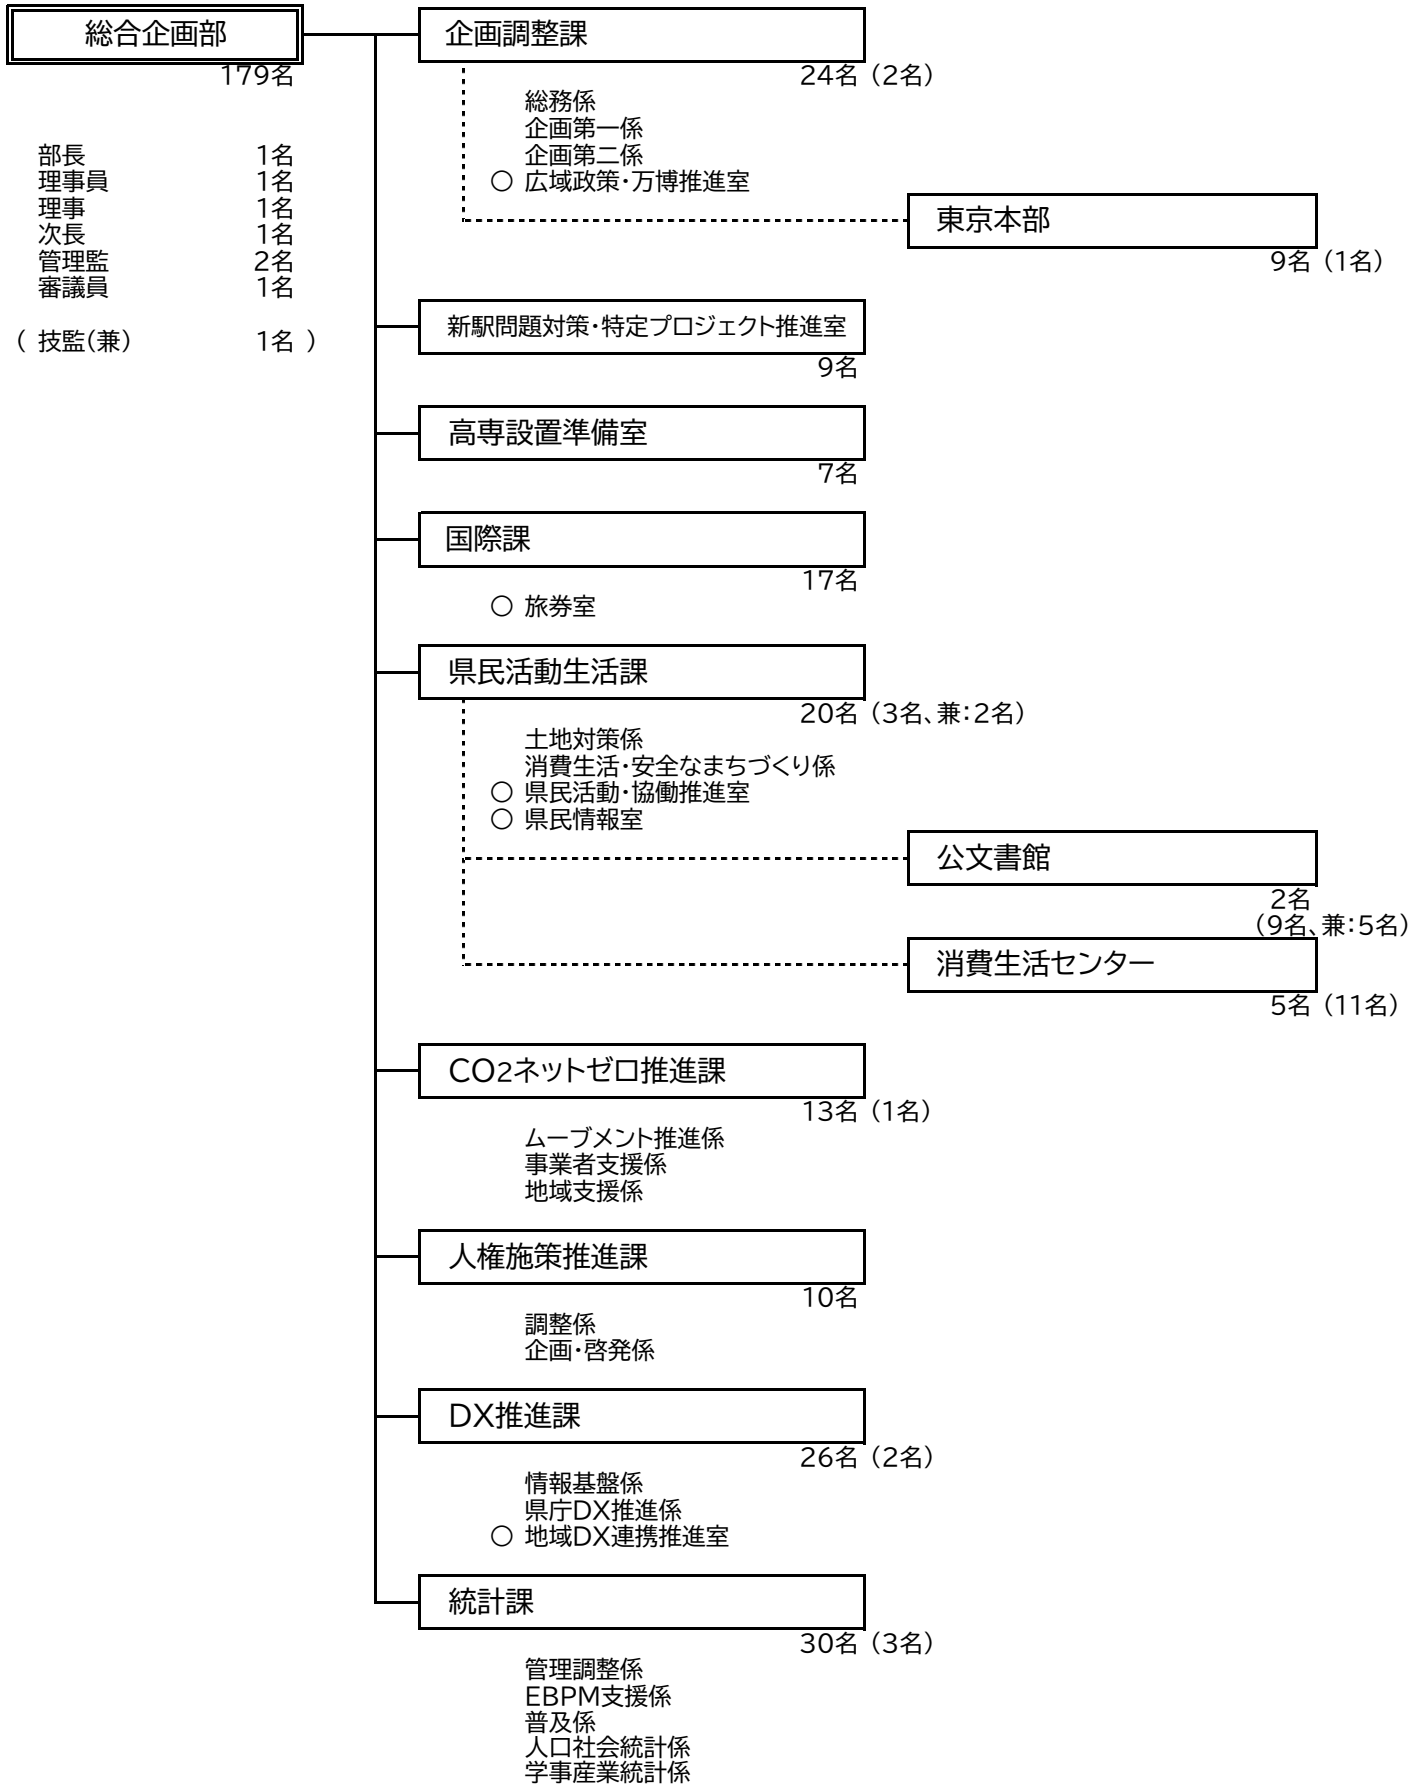 総合企画部
179名
部長 1名
理事員 1名
理事 1名
次長 1名
管理監 2名
審議員 1名
（ 技監（兼） 1名 ）
企画調整課
24名（2名）
総務係
企画第一係
企画第二係
○ 広域政策・万博推進室
東京本部
9名（1名）
新駅問題対策・特定プロジェクト推進室
9名
高専設置準備室
7名
国際課
17名
○ 旅券室
県民活動生活課
20名（3名、兼：2名）
土地対策係
消費生活・安全なまちづくり係
○ 県民活動・協働推進室
○ 県民情報室
公文書館
2名
（9名、兼：5名）
消費生活センター
5名（11名）
CO2ネットゼロ推進課
13名（1名）
ムーブメント推進係
事業者支援係
地域支援係
人権施策推進課
10名
調整係
企画・啓発係
DX推進課
26名（2名）
情報基盤係
県庁DX推進係
○ 地域DX連携推進室
統計課
30名（3名）
管理調整係
EBPM支援係
普及係
人口社会統計係
学事産業統計係